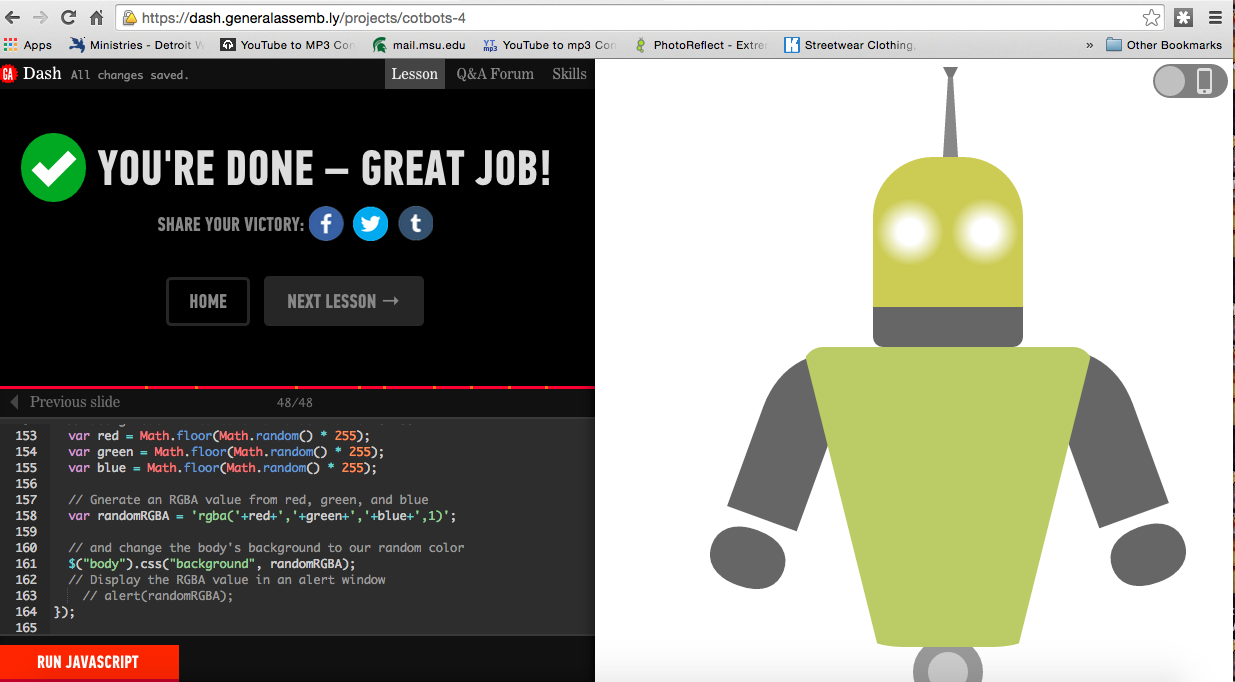 https://dash.generalassemb.ly/projects/cotbots-4
Apps
Ministries - Detroit
YouTube to MP3 Con
mail.msu.edu
YT mp3
YouTube to mp3 Con
PhotoReflect - Extrem
Streetwear Clothing,
»
Other Bookmarks
GA
Dash
All changes saved.
Lesson
Q&A Forum
Skills
YOU'RE DONE – GREAT JOB!
SHARE YOUR VICTORY:
f
t
HOME
NEXT LESSON →
Previous slide
48/48
153 var red = Math.floor(Math.random() * 255);
154 var green = Math.floor(Math.random() * 255);
155 var blue = Math.floor(Math.random() * 255);
156
157 // Gnerate an RGBA value from red, green, and blue
158 var randomRGBA = 'rgba('+red+','+green+','+blue+',1)';
159
160 // and change the body's background to our random color
161 $("body").css("background", randomRGBA);
162 // Display the RGBA value in an alert window
163 // alert(randomRGBA);
164 });
165
RUN JAVASCRIPT